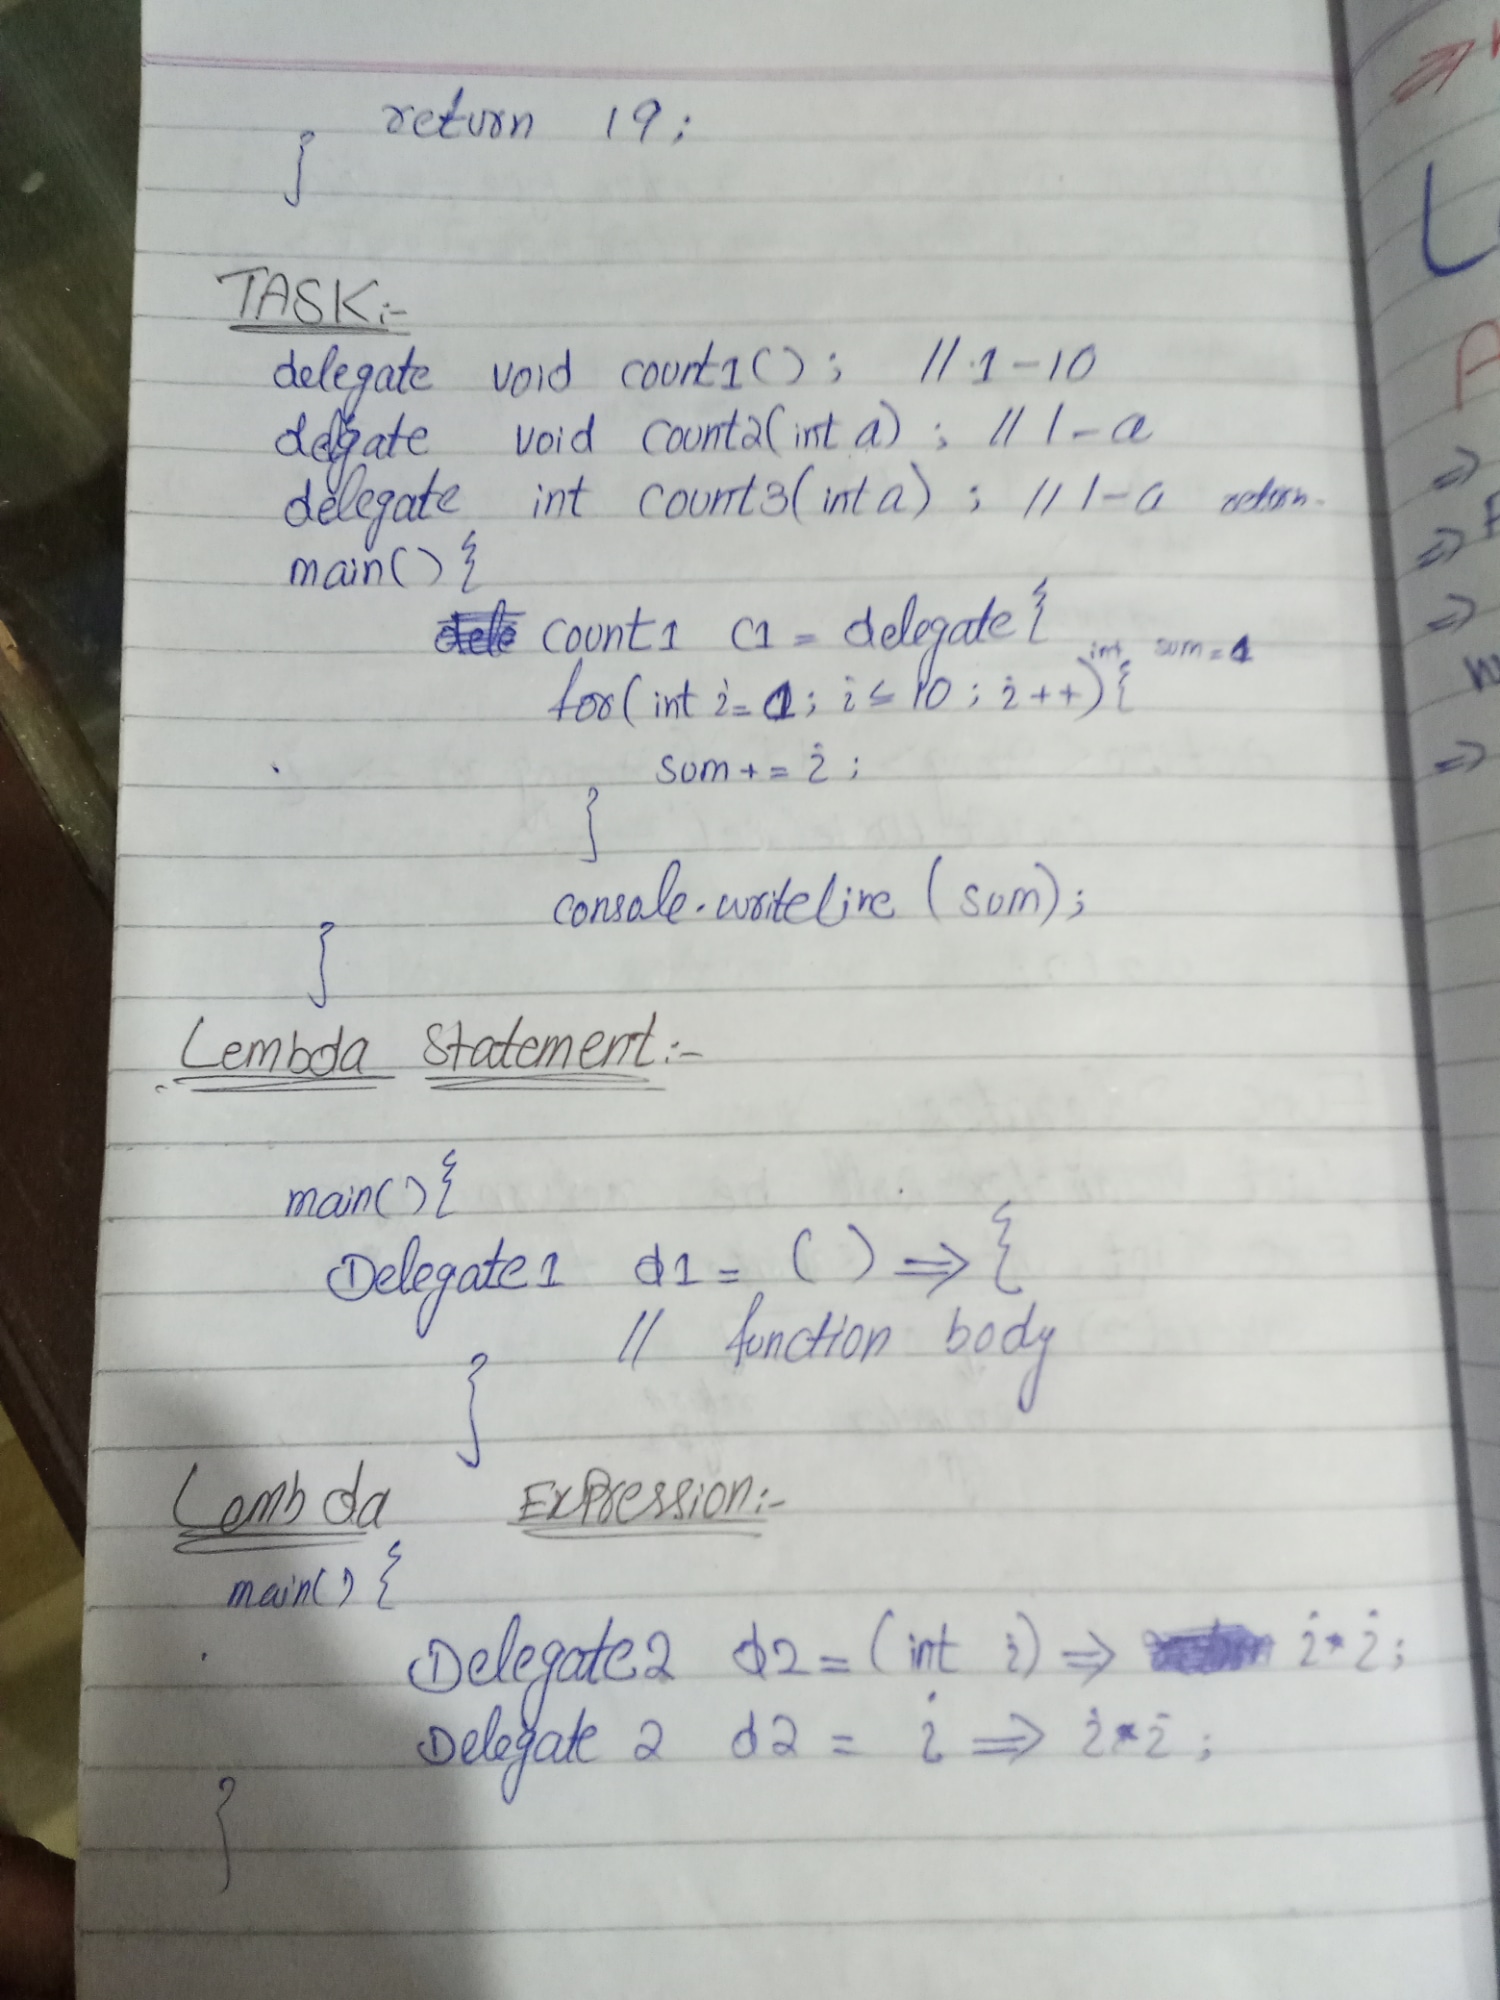 return 19;
}
TASK:-
delegate void count1(); // 1-10
delegate void count2(int a); // 1-a
delegate int count3(int a); // 1-a return.
main(){
count1 c1 = delegate{
int sum=1
for(int i=1; i≤10; i++){
sum+=i;
}
console.writeline(sum);
}
Lembda Statement:-
main(){
Delegate1 d1 = () => {
// function body
}
Lembda Expression:-
main(){
Delegate2 d2 = (int i) => i*i;
Delegate 2 d2 = i => i*i;
}